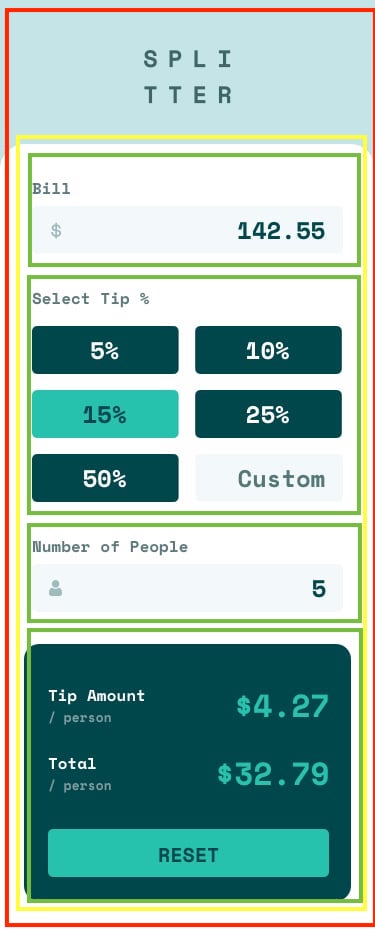 SPLI
TTER
Bill
$ 142.55
Select Tip %
5% 10%
15% 25%
50% Custom
Number of People
5
Tip Amount $4.27
/ person
Total $32.79
/ person
RESET